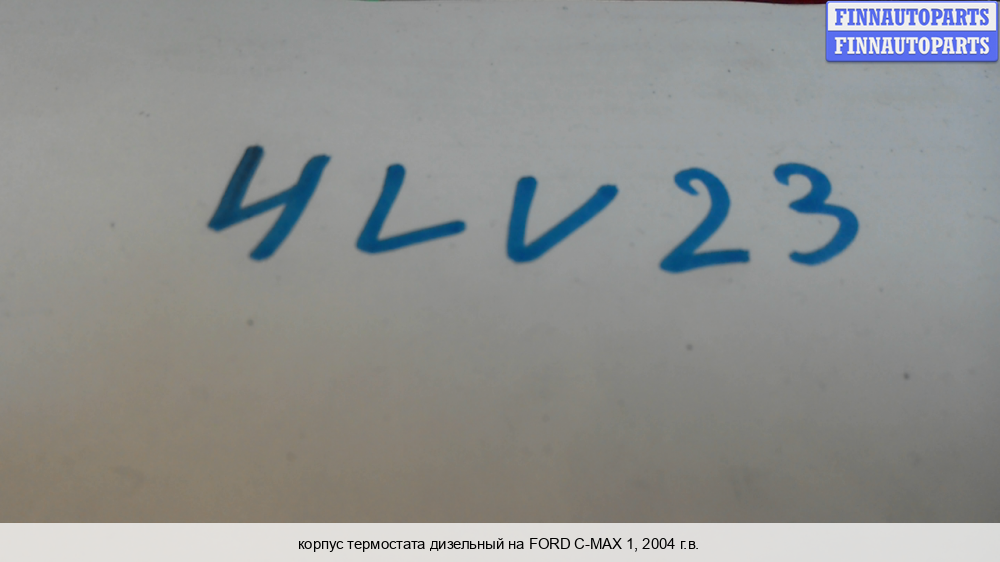 FINNAUTOPARTS
FINNAUTOPARTS
4LV23
корпус термостата дизельный на FORD C-MAX 1, 2004 г.в.